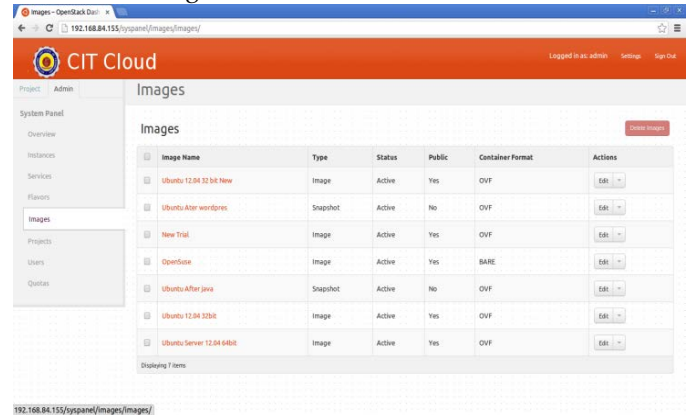 Images - OpenStack Dash
192.168.84.155/syspanel/images/images/
CIT Cloud
Logged in as: admin Settings Sign Out
Project Admin
Images
System Panel
Overview
Instances
Services
Flavors
Images
Projects
Users
Quotas
Images
Delete Images
Image Name Type Status Public Container Format Actions
Ubuntu 12.04 32 bit New Image Active Yes OVF Edit
Ubuntu Ater wordpres Snapshot Active No OVF Edit
New Trial Image Active Yes OVF Edit
OpenSuse Image Active Yes BARE Edit
Ubuntu After java Snapshot Active No OVF Edit
Ubuntu 12.04 32bit Image Active Yes OVF Edit
Ubuntu Server 12.04 64bit Image Active Yes OVF Edit
Displaying 7 items
192.168.84.155/syspanel/images/images/